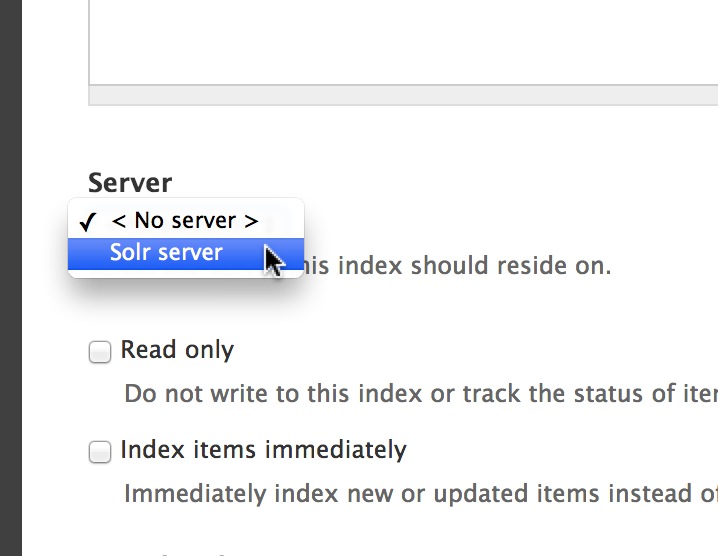 Server
✓ < No server >
Solr server
his index should reside on.
Read only
Do not write to this index or track the status of
Index items immediately
Immediately index new or updated items instead of